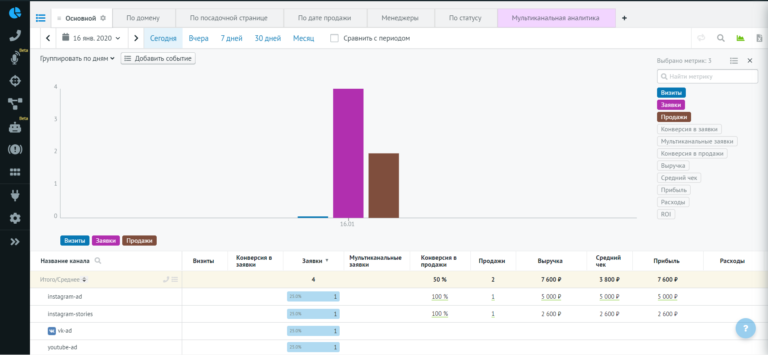 Основной
По домену
По посадочной странице
По дате продажи
Менеджеры
По статусу
Мультиканальная аналитика
+
16 янв. 2020
Сегодня
Вчера
7 дней
30 дней
Месяц
Сравнить с периодом
Beta
Beta
Группировать по дням
Добавить событие
Выбрано метрик: 3
Найти метрику
Визиты
Заявки
Продажи
Конверсия в заявки
Мультиканальные заявки
Конверсия в продажи
Выручка
Средний чек
Прибыль
Расходы
ROI
4
3
2
1
0
16.01
Визиты
Заявки
Продажи
Название канала
Визиты
Конверсия в заявки
Заявки
Мультиканальные заявки
Конверсия в продажи
Продажи
Выручка
Средний чек
Прибыль
Расходы
Итого/Среднее 4 50 % 2 7 600 ₽ 3 800 ₽ 7 600 ₽
instagram-ad 25.0% 1 100 % 1 5 000 ₽ 5 000 ₽ 5 000 ₽
instagram-stories 25.0% 1 100 % 1 2 600 ₽ 2 600 ₽ 2 600 ₽
vk-ad 25.0% 1
youtube-ad 25.0% 1
?